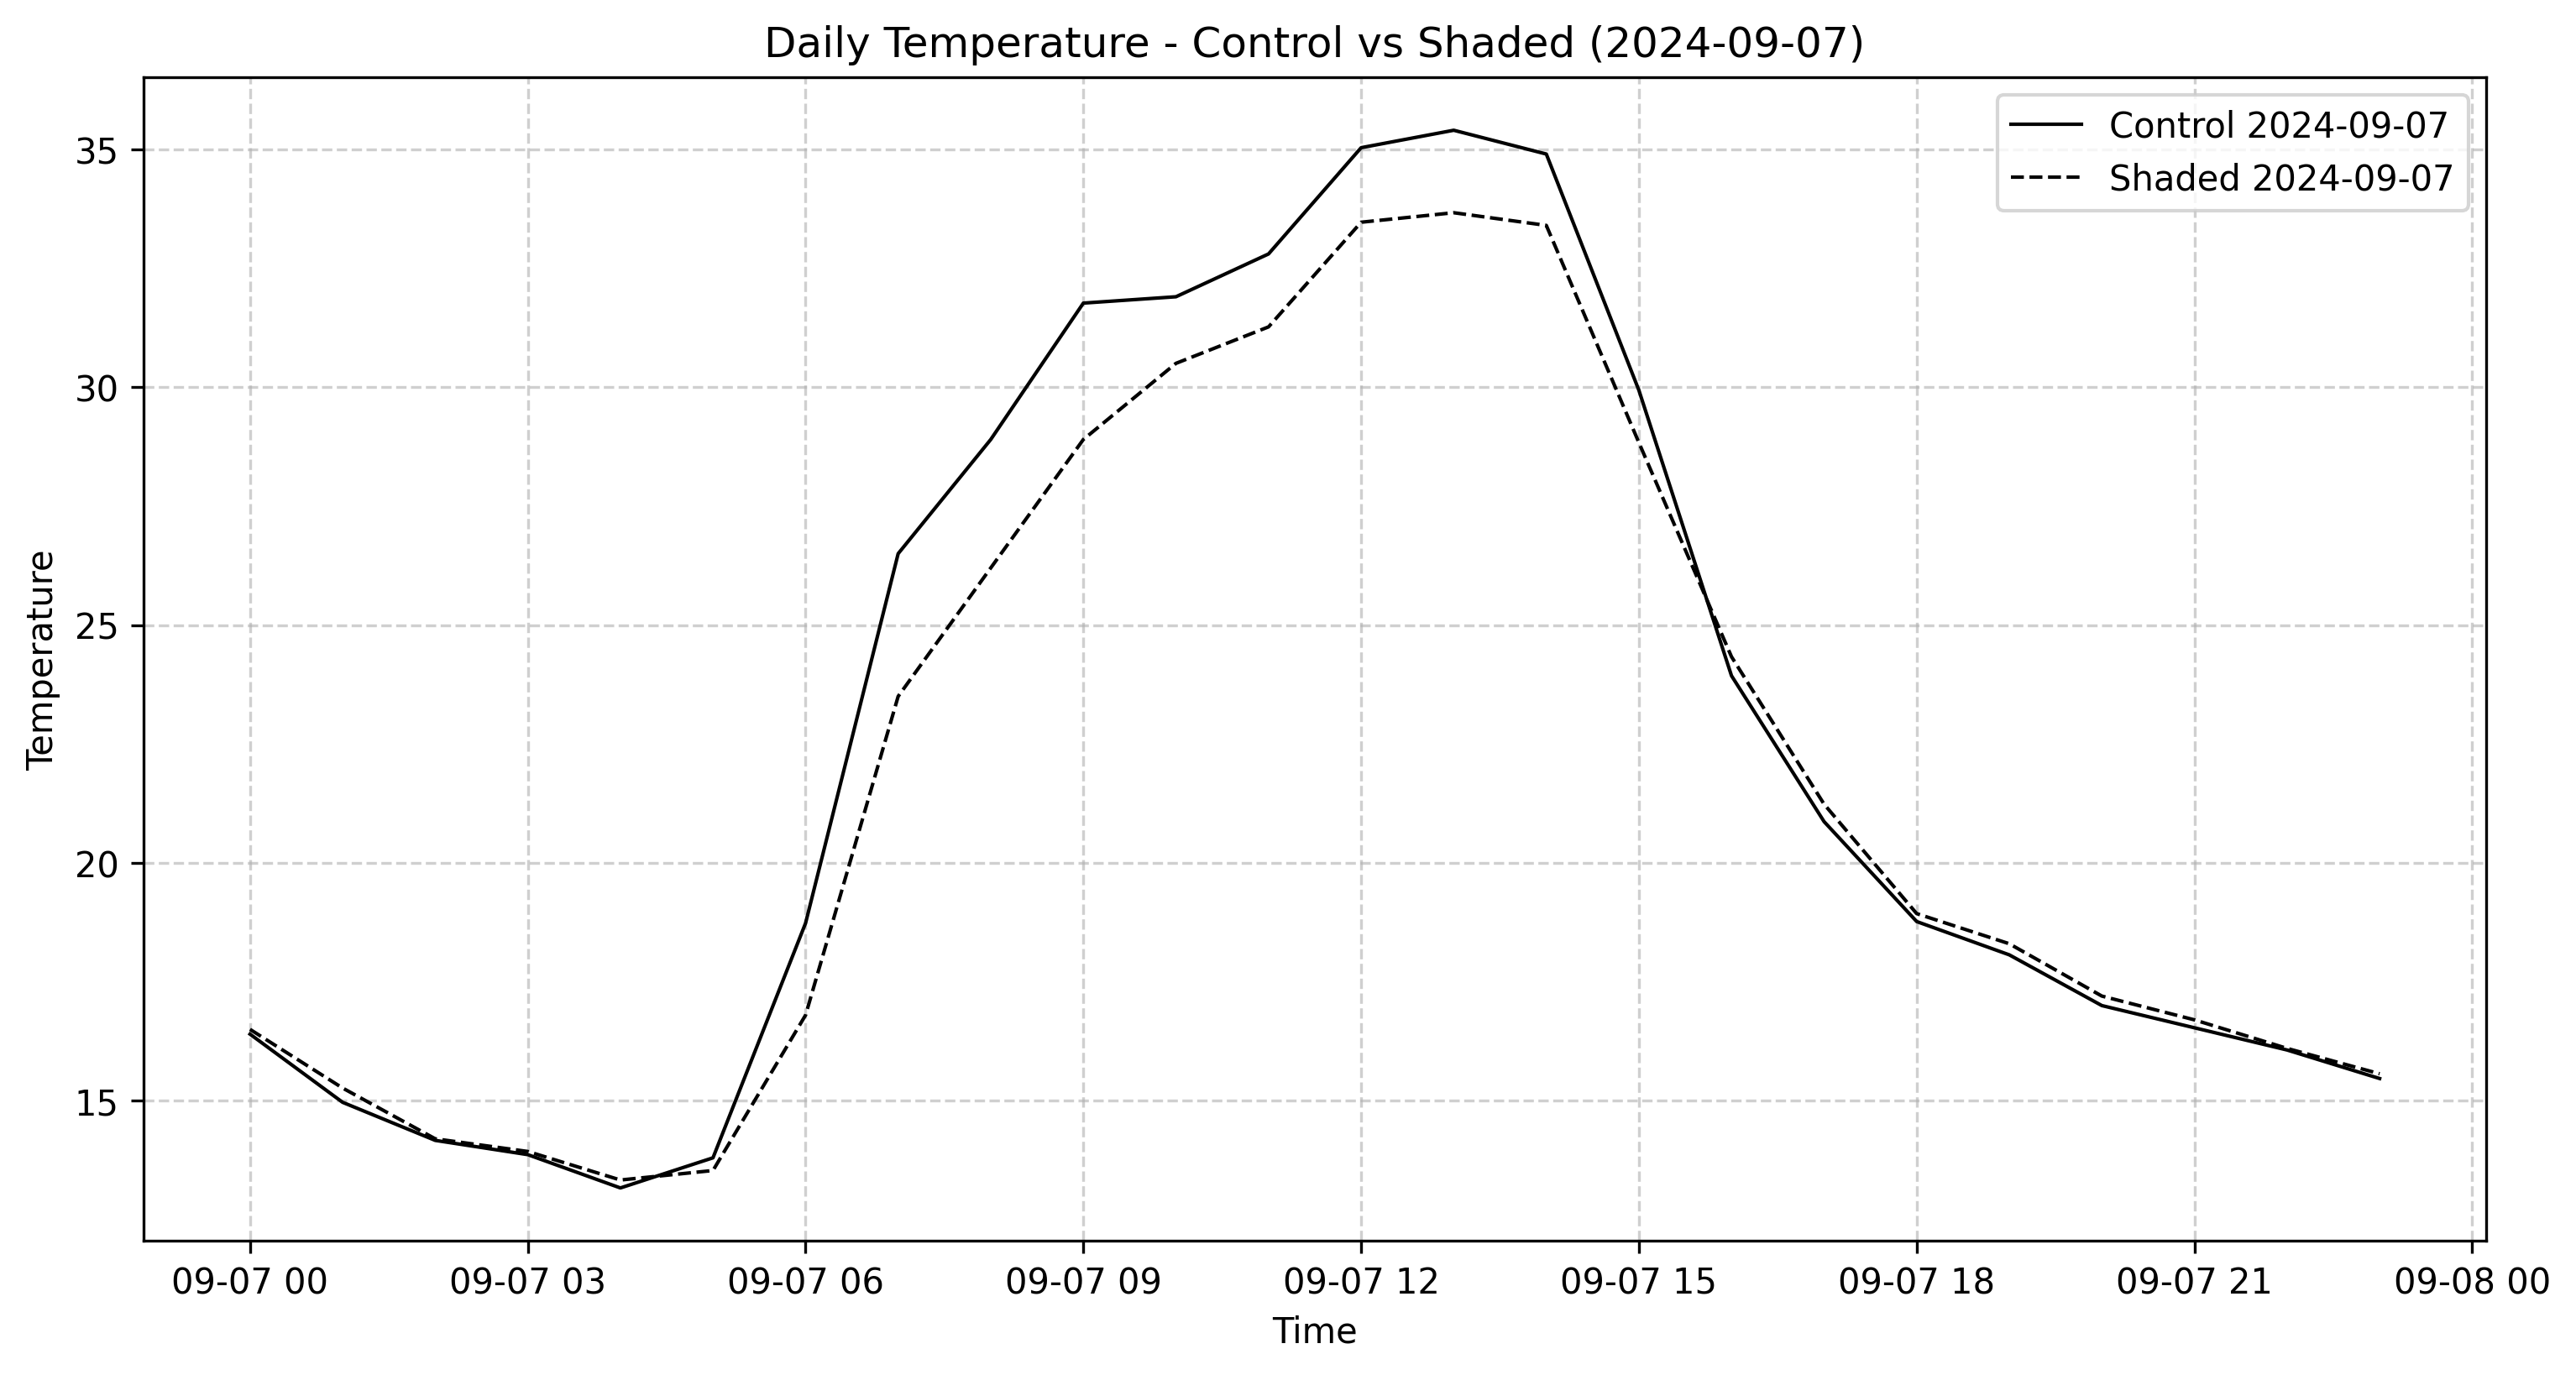 Daily Temperature - Control vs Shaded (2024-09-07)
Control 2024-09-07
Shaded 2024-09-07
35
30
25
20
15
Temperature
09-07 00 09-07 03 09-07 06 09-07 09 09-07 12 09-07 15 09-07 18 09-07 21 09-08 00
Time